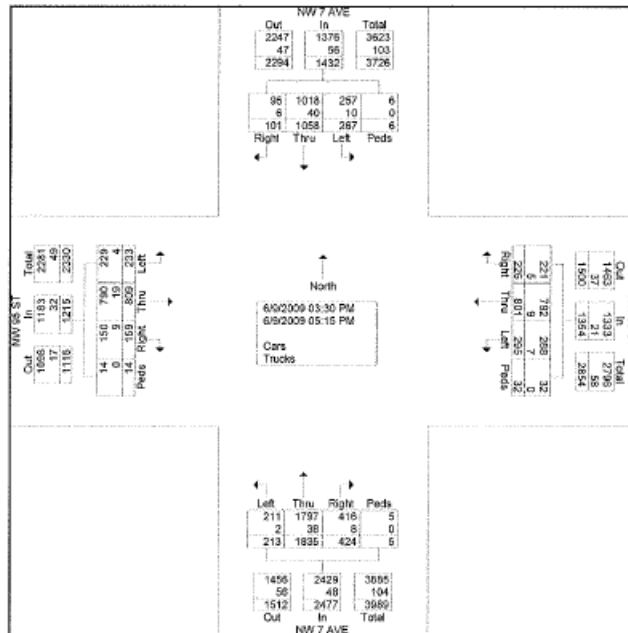 NW 7 AVE
Out In Total
2247 1376 3623
47 56 103
2294 1432 3726
95 1018 257 6
6 40 10 0
101 1058 267 6
Right Thru Left Peds
NW 95 ST
Total In Out
2281 1183 1098
49 32 17
2330 1215 1115
229 790 150 14
4 19 9 0
233 809 159 14
Left Thru Right Peds
North
6/9/2009 03:30 PM
6/9/2009 05:15 PM
Cars
Trucks
Right Thru Left Peds
226 801 295 32
5 9 7 0
221 792 288 32
1500 1354 2854
37 21 58
1463 1333 2796
Out In Total
Left Thru Right Peds
211 1797 416 5
2 38 8 0
213 1835 424 5
1456 2429 3885
56 48 104
1512 2477 3989
Out In Total
NW 7 AVE